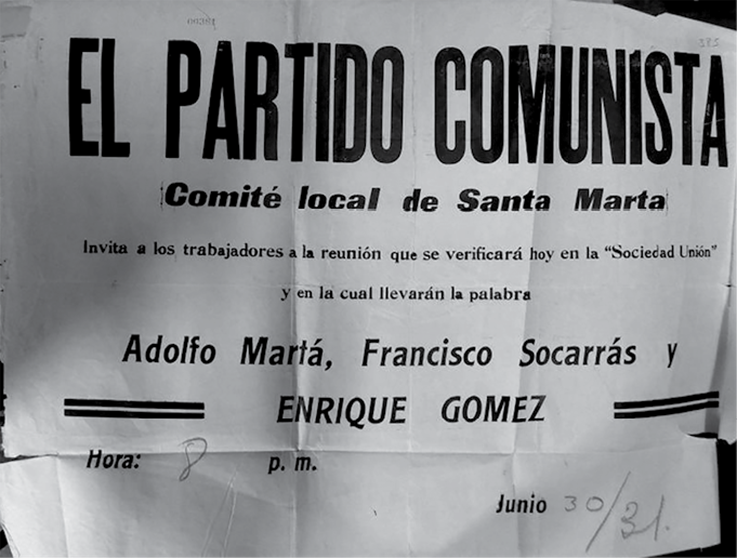 00384
385
EL PARTIDO COMUNISTA
Comité local de Santa Marta
Invita a los trabajadores a la reunión que se verificará hoy en la "Sociedad Unión"
y en la cual llevarán la palabra
Adolfo Martá, Francisco Socarrás y
ENRIQUE GOMEZ
Hora: 8 p. m.
Junio 30/31.